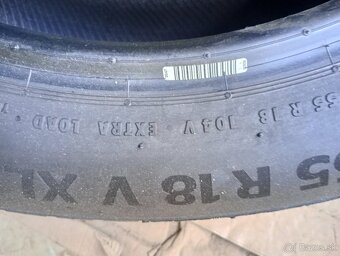 55 R 18 104 V · EXTRA LOAD ·
55 R18 V XL
Bazos.sk